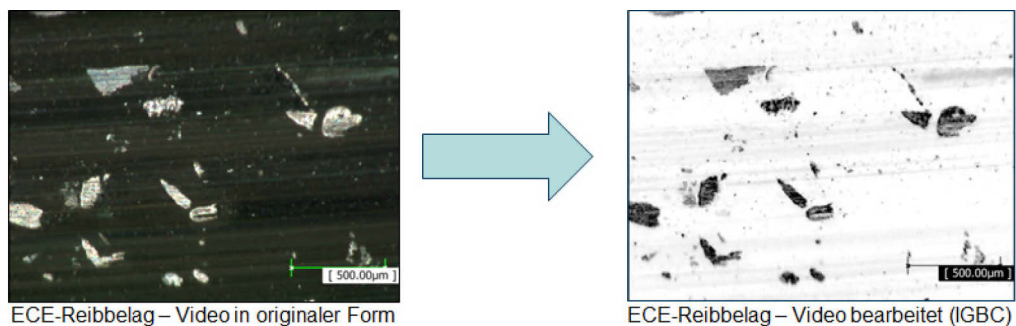 [ 500.00µm ]
[ 500.00µm ]
ECE-Reibbelag – Video in originaler Form
ECE-Reibbelag – Video bearbeitet (IGBC)